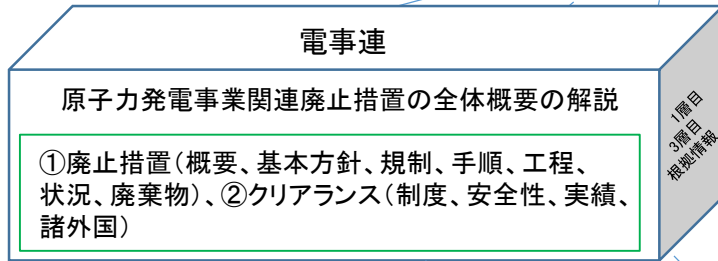 電事連
原子力発電事業関連廃止措置の全体概要の解説
①廃止措置(概要、基本方針、規制、手順、工程、
状況、廃棄物)、②クリアランス(制度、安全性、実績、
諸外国)
1層目
3層目
根拠情報